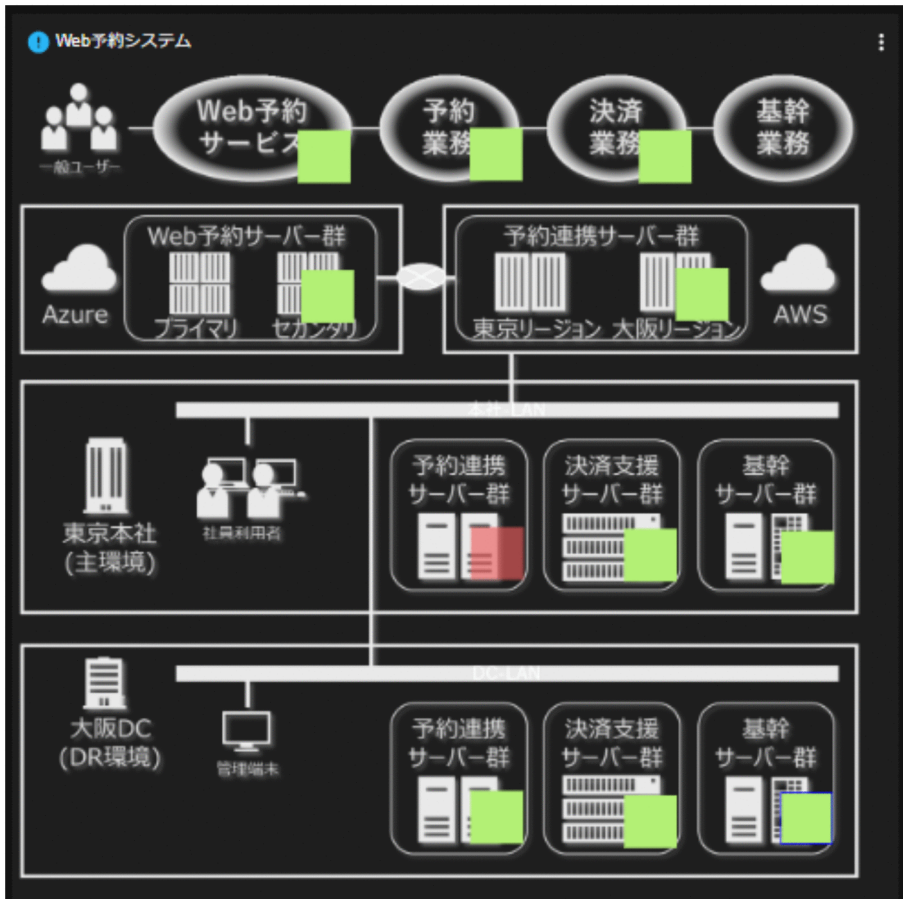 Web予約システム
Web予約
サービス
予約
業務
決済
業務
基幹
業務
一般ユーザー
Web予約サーバー群
予約連携サーバー群
Azure
プライマリ
セカンダリ
東京リージョン
大阪リージョン
AWS
本社-LAN
東京本社
(主環境)
社員利用者
予約連携
サーバー群
決済支援
サーバー群
基幹
サーバー群
DC-LAN
大阪DC
(DR環境)
管理端末
予約連携
サーバー群
決済支援
サーバー群
基幹
サーバー群